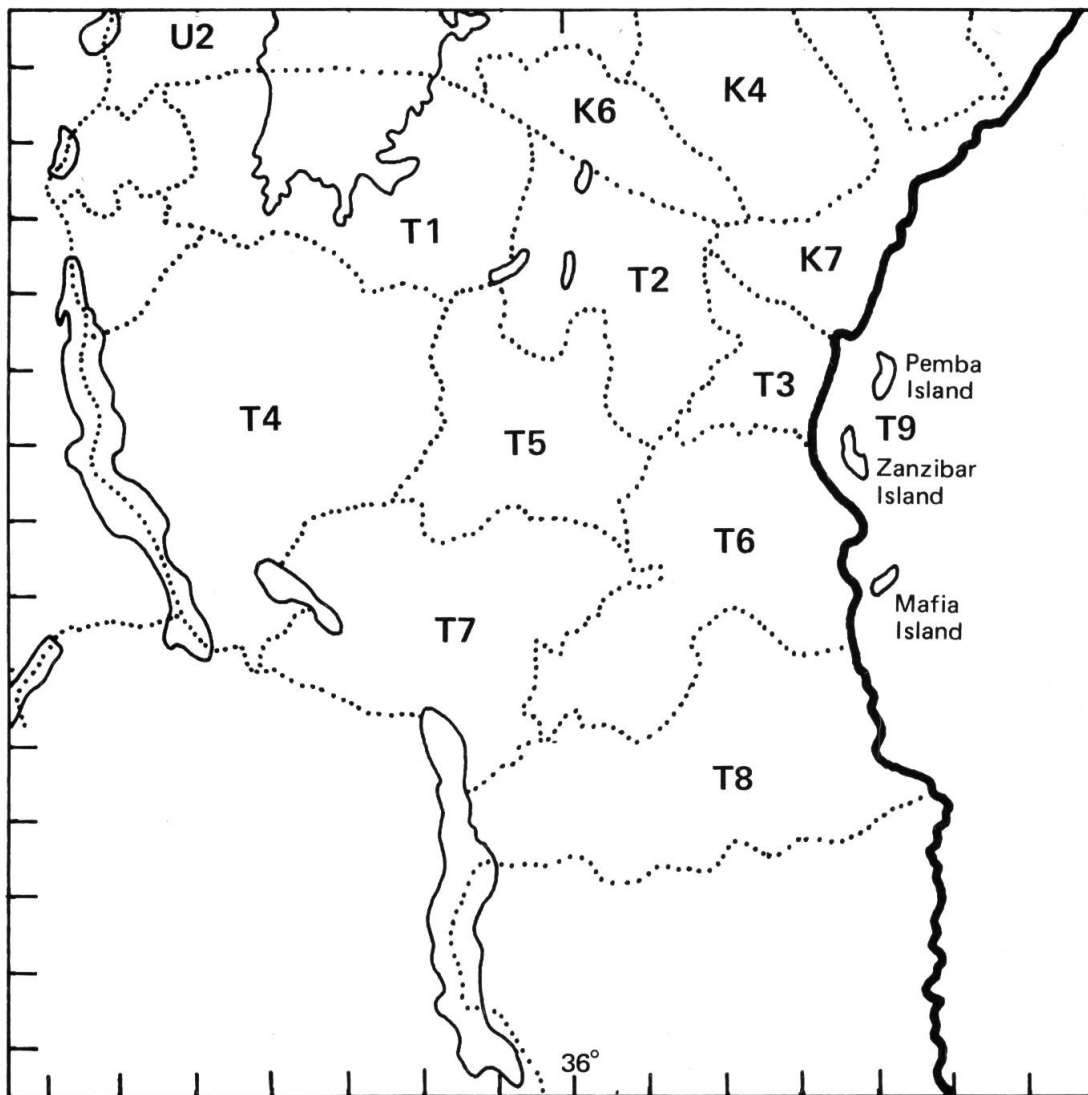 U2
K6
K4
T1
T2
K7
T3
Pemba
Island
T4
T5
T9
Zanzibar
Island
T6
T7
Mafia
Island
T8
36°